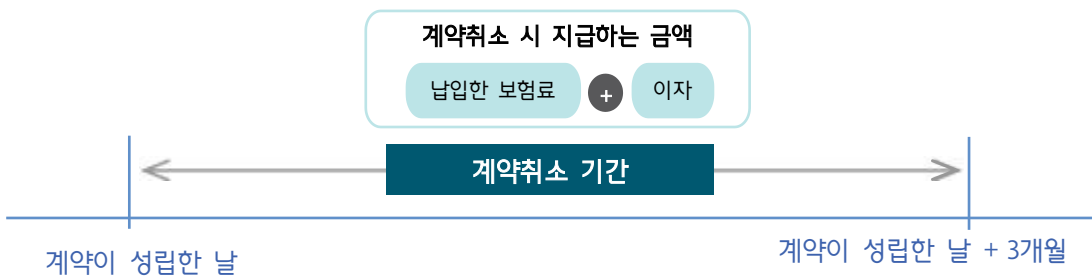 계약취소 시 지급하는 금액
납입한 보험료 + 이자
계약취소 기간
계약이 성립한 날
계약이 성립한 날 + 3개월